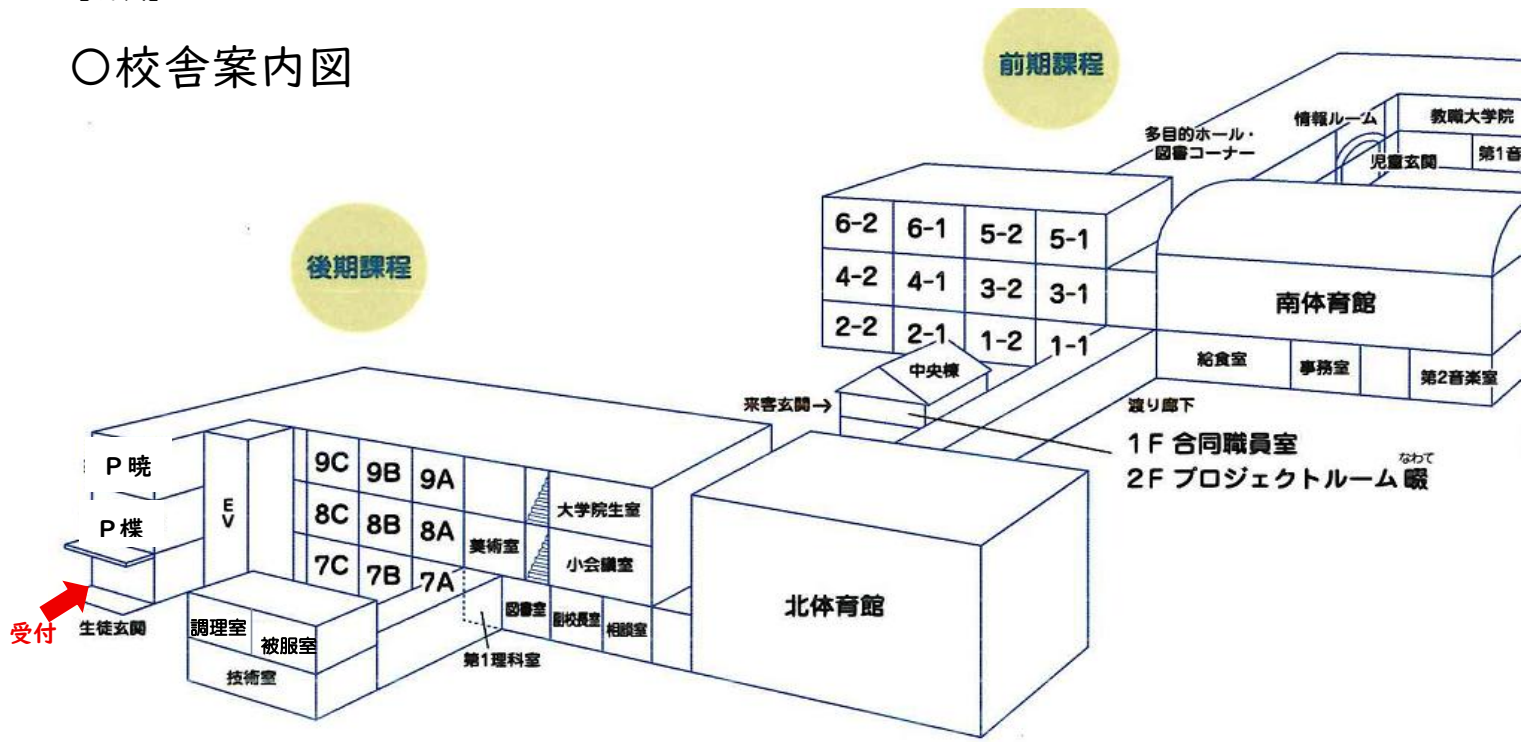 〇校舎案内図
前期課程
情報ルーム
教職大学院
多目的ホール・
図書コーナー
児童玄関
第1音
6-2 6-1 5-2 5-1
4-2 4-1 3-2 3-1
2-2 2-1 1-2 1-1
南体育館
給食室 事務室 第2音楽室
中央棟
来客玄関→
渡り廊下
1F 合同職員室
なわて
2F プロジェクトルーム 畷
後期課程
P 暁
P 楪
EV
9C 9B 9A
8C 8B 8A 美術室
7C 7B 7A
大学院生室
小会議室
図書室 副校長室 相談室
第1理科室
北体育館
受付
生徒玄関
調理室 被服室
技術室